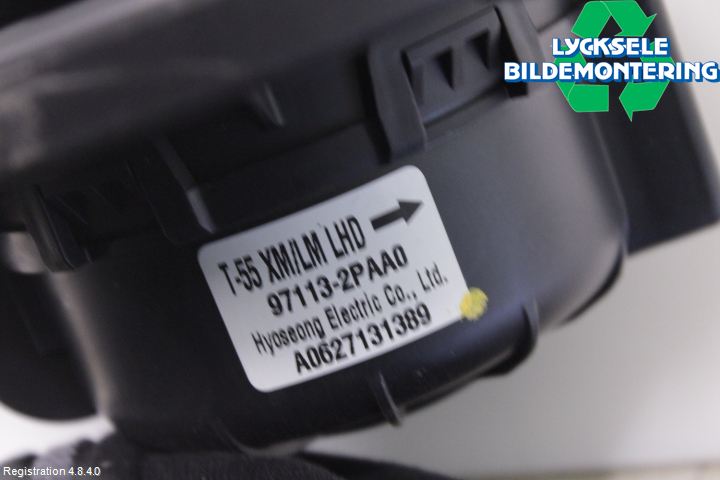 LYCKSELE
BILDEMONTERING
T-55 XM/LM LHD
97113-2PAA0
Hyoseong Electric Co., Ltd.
A0627131389
Registration 4.8.4.0